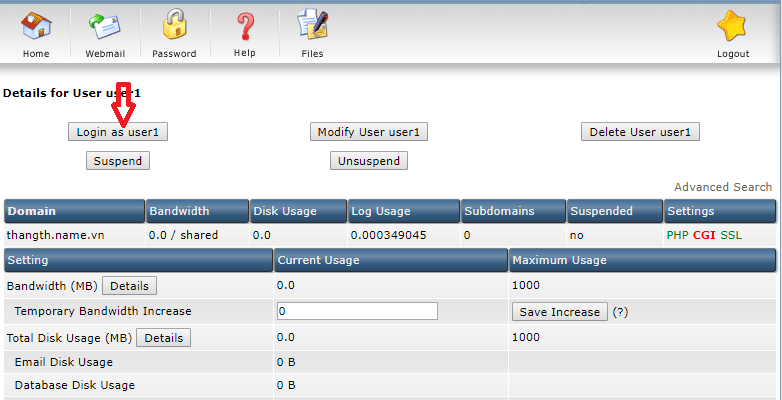 Home Webmail Password Help Files Logout
Details for User user1
Login as user1 Modify User user1 Delete User user1
Suspend Unsuspend
Advanced Search
Domain Bandwidth Disk Usage Log Usage Subdomains Suspended Settings
thangth.name.vn 0.0 / shared 0.0 0.000349045 0 no PHP CGI SSL
Setting Current Usage Maximum Usage
Bandwidth (MB) Details 0.0 1000
Temporary Bandwidth Increase 0 Save Increase (?)
Total Disk Usage (MB) Details 0.0 1000
Email Disk Usage 0 B
Database Disk Usage 0 B